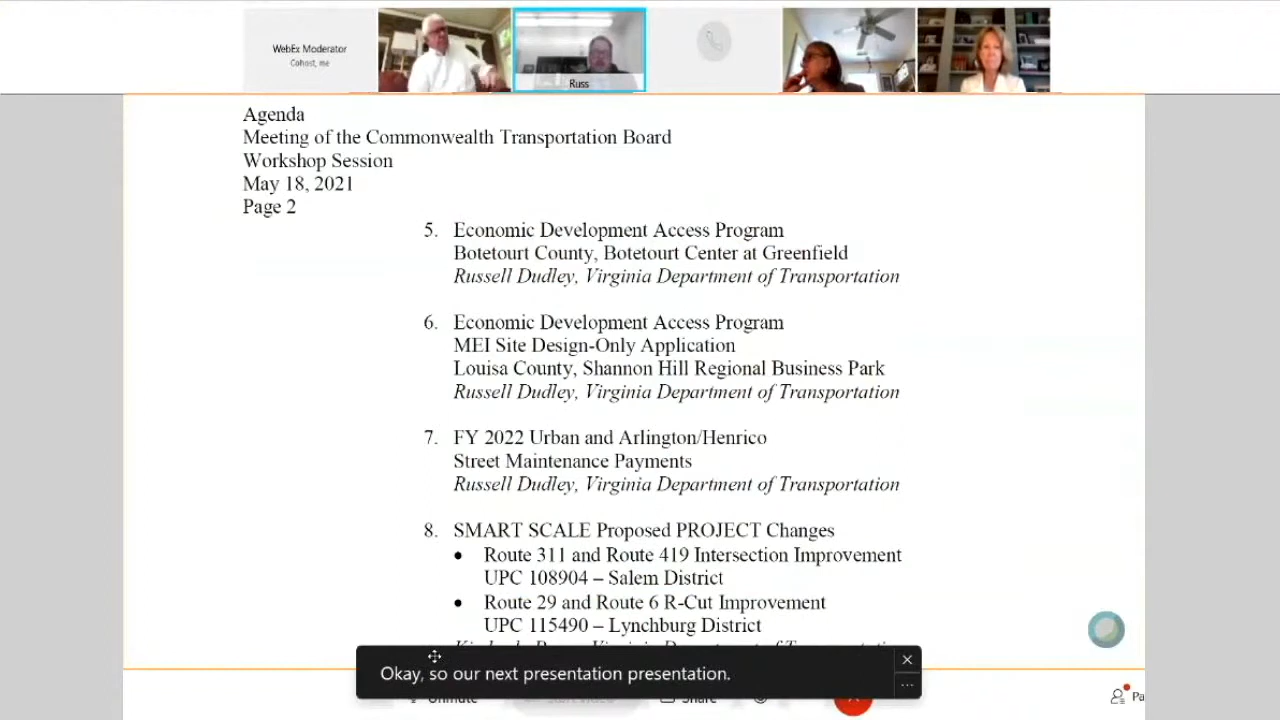 WebEx Moderator
Cohost, me
Russ
Agenda
Meeting of the Commonwealth Transportation Board
Workshop Session
May 18, 2021
Page 2
5. Economic Development Access Program
Botetourt County, Botetourt Center at Greenfield
Russell Dudley, Virginia Department of Transportation
6. Economic Development Access Program
MEI Site Design-Only Application
Louisa County, Shannon Hill Regional Business Park
Russell Dudley, Virginia Department of Transportation
7. FY 2022 Urban and Arlington/Henrico
Street Maintenance Payments
Russell Dudley, Virginia Department of Transportation
8. SMART SCALE Proposed PROJECT Changes
• Route 311 and Route 419 Intersection Improvement
UPC 108904 – Salem District
• Route 29 and Route 6 R-Cut Improvement
UPC 115490 – Lynchburg District
Okay, so our next presentation presentation.
Unmute
Share
Pa